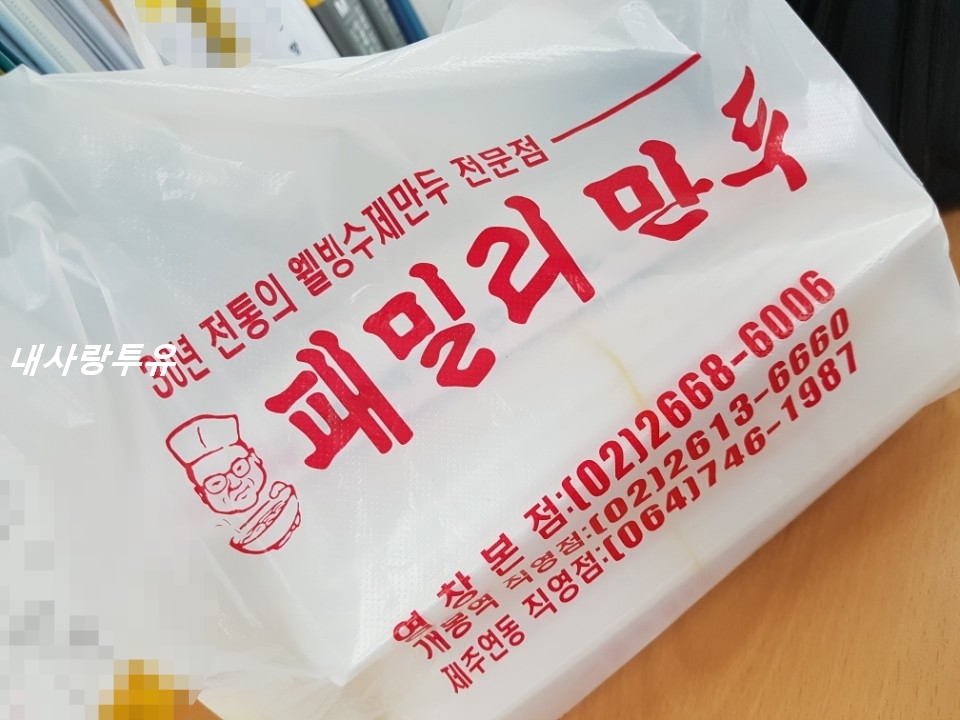 30년 전통의 웰빙수제만두 전문점
패밀리 만두
연창본점:(02)2668-6006
개봉역 직영점:(02)2613-6660
제주연동 직영점:(064)746-1987
내사랑투유